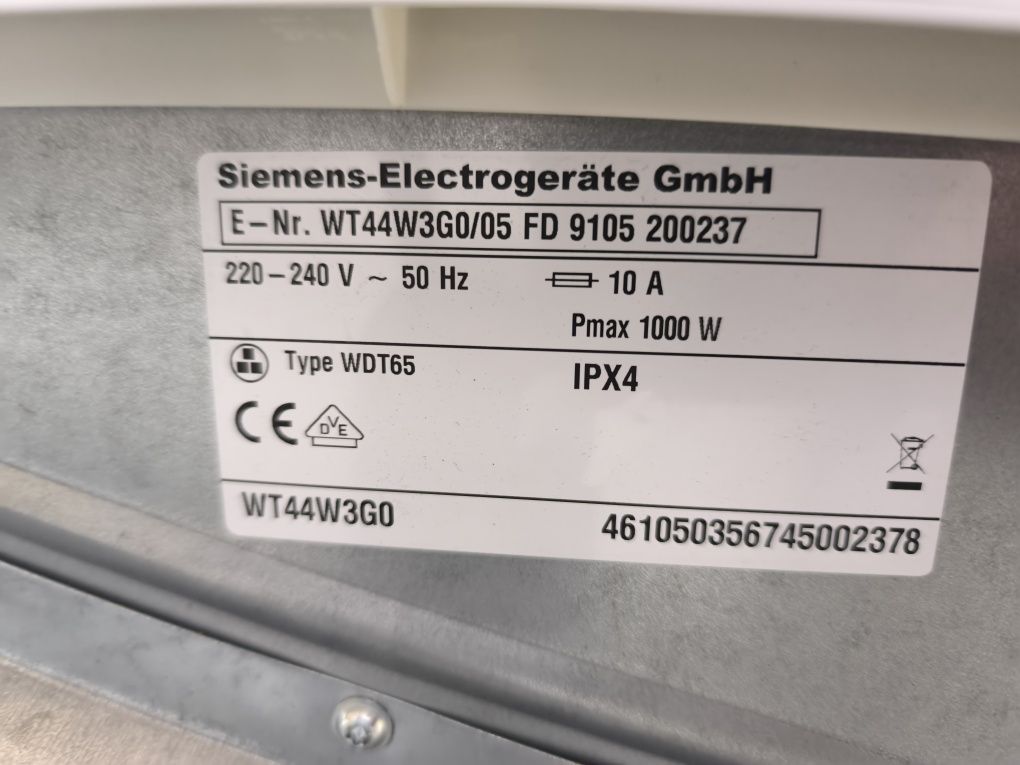 Siemens-Electrogeräte GmbH
E-Nr. WT44W3G0/05 FD 9105 200237
220-240 V ~ 50 Hz 10 A
Pmax 1000 W
Type WDT65 IPX4
CE DVE
WT44W3G0 461050356745002378